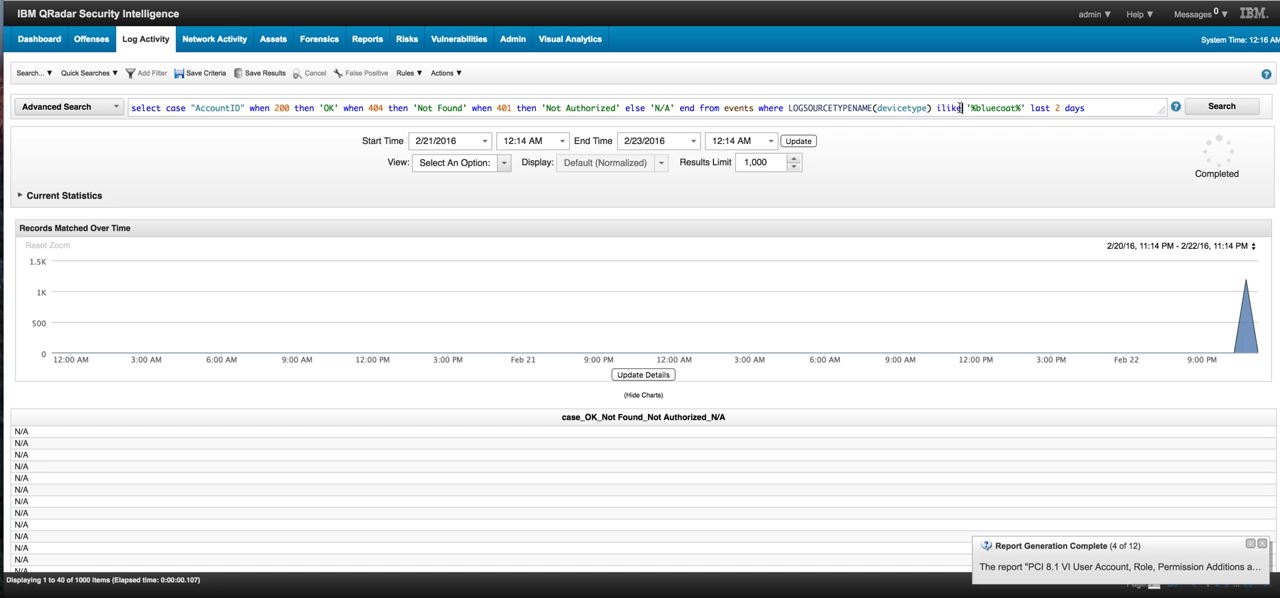 IBM QRadar Security Intelligence
admin ▼ Help ▼ Messages 0 ▼ IBM.
Dashboard Offenses Log Activity Network Activity Assets Forensics Reports Risks Vulnerabilities Admin Visual Analytics System Time: 12:16 AM
Search... ▼ Quick Searches ▼ Add Filter Save Criteria Save Results Cancel False Positive Rules ▼ Actions ▼
Advanced Search select case "AccountID" when 200 then 'OK' when 404 then 'Not Found' when 401 then 'Not Authorized' else 'N/A' end from events where LOGSOURCETYPENAME(devicetype) ilike '%bluecoat%' last 2 days Search
Start Time 2/21/2016 12:14 AM End Time 2/23/2016 12:14 AM Update
View: Select An Option: Display: Default (Normalized) Results Limit 1,000
Completed
Current Statistics
Records Matched Over Time
Reset Zoom
2/20/16, 11:14 PM - 2/22/16, 11:14 PM
1.5K
1K
500
0
12:00 AM 3:00 AM 6:00 AM 9:00 AM 12:00 PM 3:00 PM Feb 21 9:00 PM 12:00 AM 3:00 AM 6:00 AM 9:00 AM 12:00 PM 3:00 PM Feb 22 9:00 PM
Update Details
(Hide Charts)
case_OK_Not Found_Not Authorized_N/A
N/A
N/A
N/A
N/A
N/A
N/A
N/A
N/A
N/A
N/A
N/A
N/A
N/A
Report Generation Complete (4 of 12)
The report "PCI 8.1 VI User Account, Role, Permission Additions a...
Displaying 1 to 40 of 1000 items (Elapsed time: 0:00:00.107)